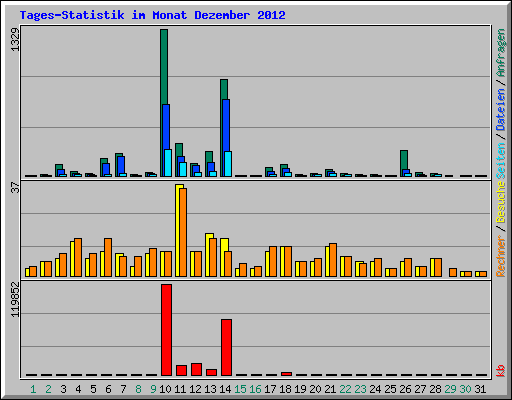 Tages-Statistik im Monat Dezember 2012
1329
Rechner / Besuche Seiten / Dateien / Anfragen
37
119852
kb
1 2 3 4 5 6 7 8 9 10 11 12 13 14 15 16 17 18 19 20 21 22 23 24 25 26 27 28 29 30 31